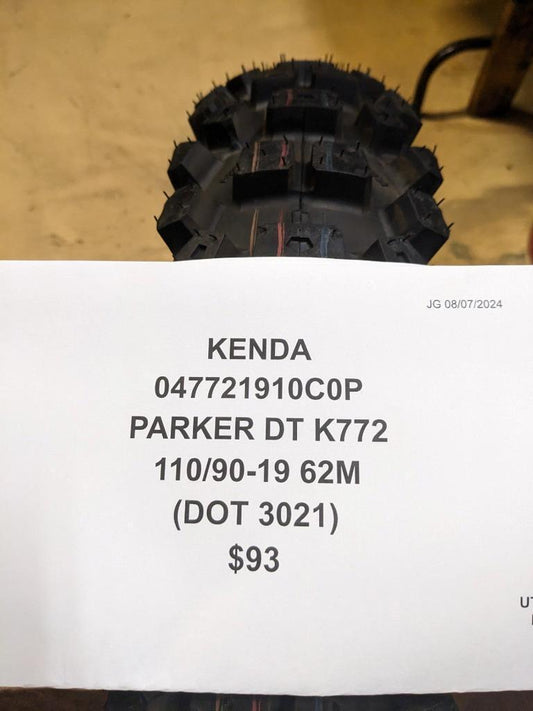 JG 08/07/2024
KENDA
047721910C0P
PARKER DT K772
110/90-19 62M
(DOT 3021)
$93